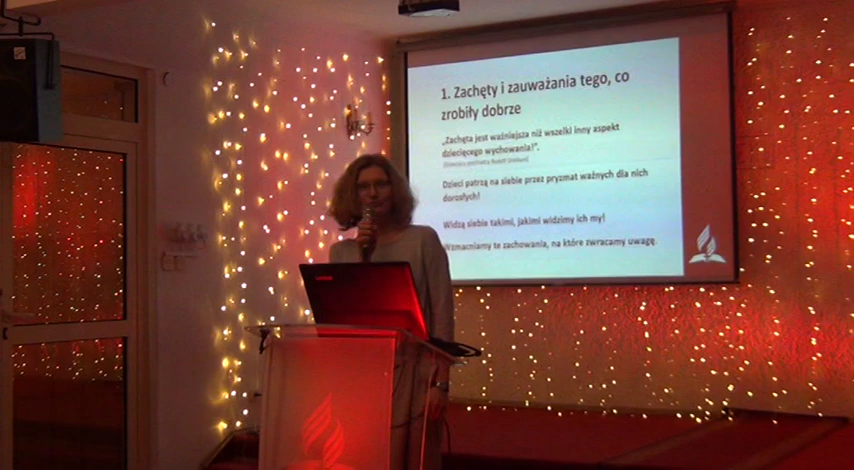 1. Zachęty i zauważania tego, co
zrobiły dobrze
„Zachęta jest ważniejsza niż wszelki inny aspekt
dziecięcego wychowania!”.
Dzieci patrzą na siebie przez pryzmat ważnych dla nich
dorosłych!
Widzą siebie takimi, jakimi widzimy ich my!
Wzmacniamy te zachowania, na które zwracamy uwagę.